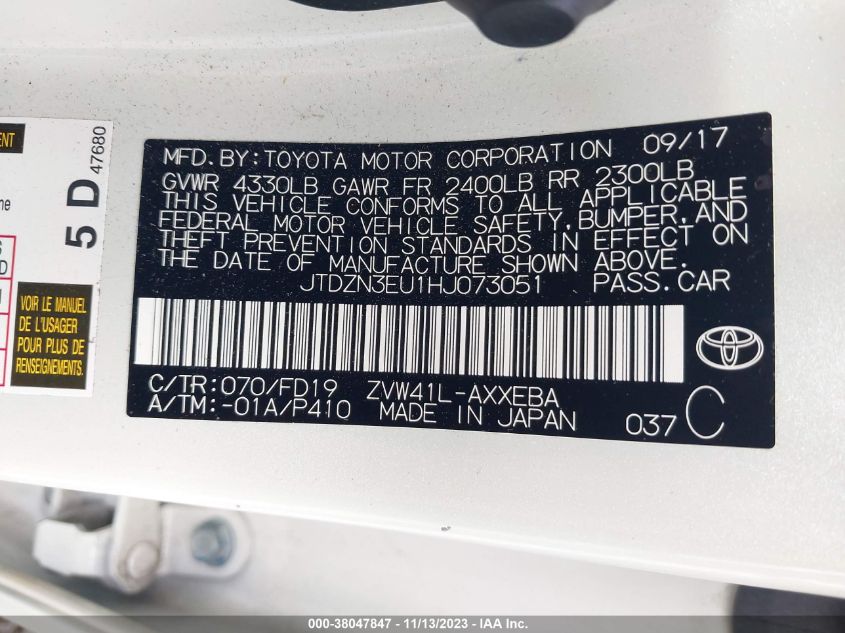 MFD. BY: TOYOTA MOTOR CORPORATION 09/17
GVWR 4330LB GAWR FR 2400LB RR 2300LB
THIS VEHICLE CONFORMS TO ALL APPLICABLE
FEDERAL MOTOR VEHICLE SAFETY, BUMPER, AND
THEFT PREVENTION STANDARDS IN EFFECT ON
THE DATE OF MANUFACTURE SHOWN ABOVE.
JTDZN3EU1HJ073051 PASS.CAR
C/TR: 070/FD19 ZVW41L-AXXEBA
A/TM: -01A/P410 MADE IN JAPAN
037 C
5 D
47680
VOIR LE MANUEL
DE L'USAGER
POUR PLUS DE
RENSEIGNEMENTS.
000-38047847 - 11/13/2023 - IAA Inc.